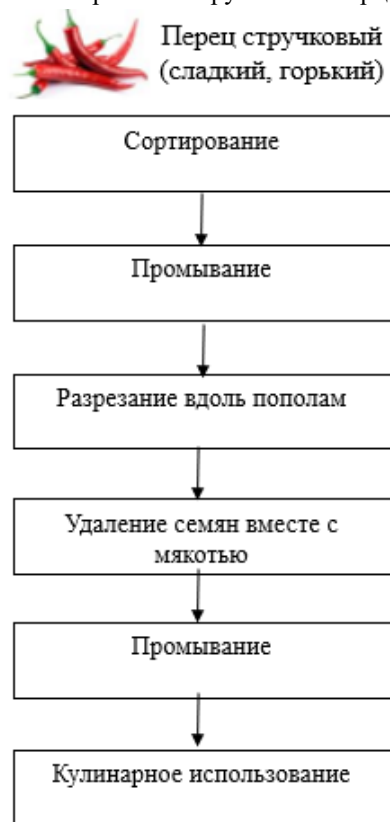 Перец стручковый
(сладкий, горький)
Сортирование
Промывание
Разрезание вдоль пополам
Удаление семян вместе с
мякотью
Промывание
Кулинарное использование